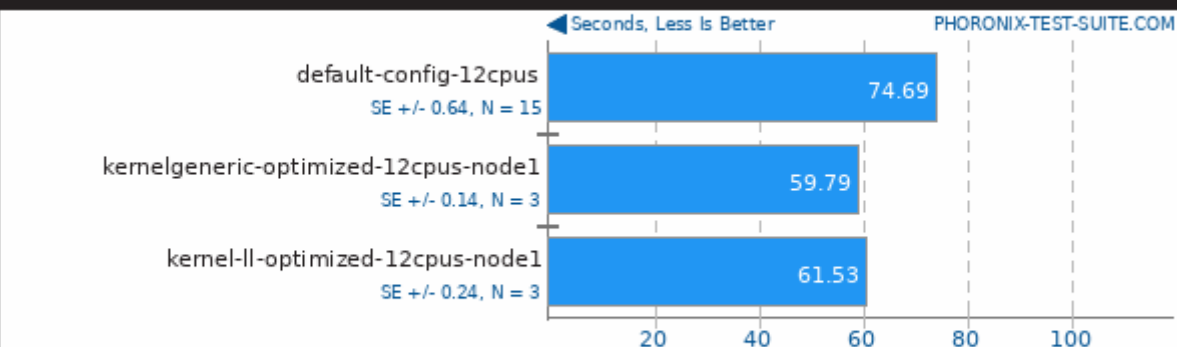 Seconds, Less Is Better PHORONIX-TEST-SUITE.COM
default-config-12cpus
SE +/- 0.64, N = 15
74.69
kernelgeneric-optimized-12cpus-node1
SE +/- 0.14, N = 3
59.79
kernel-ll-optimized-12cpus-node1
SE +/- 0.24, N = 3
61.53
20 40 60 80 100